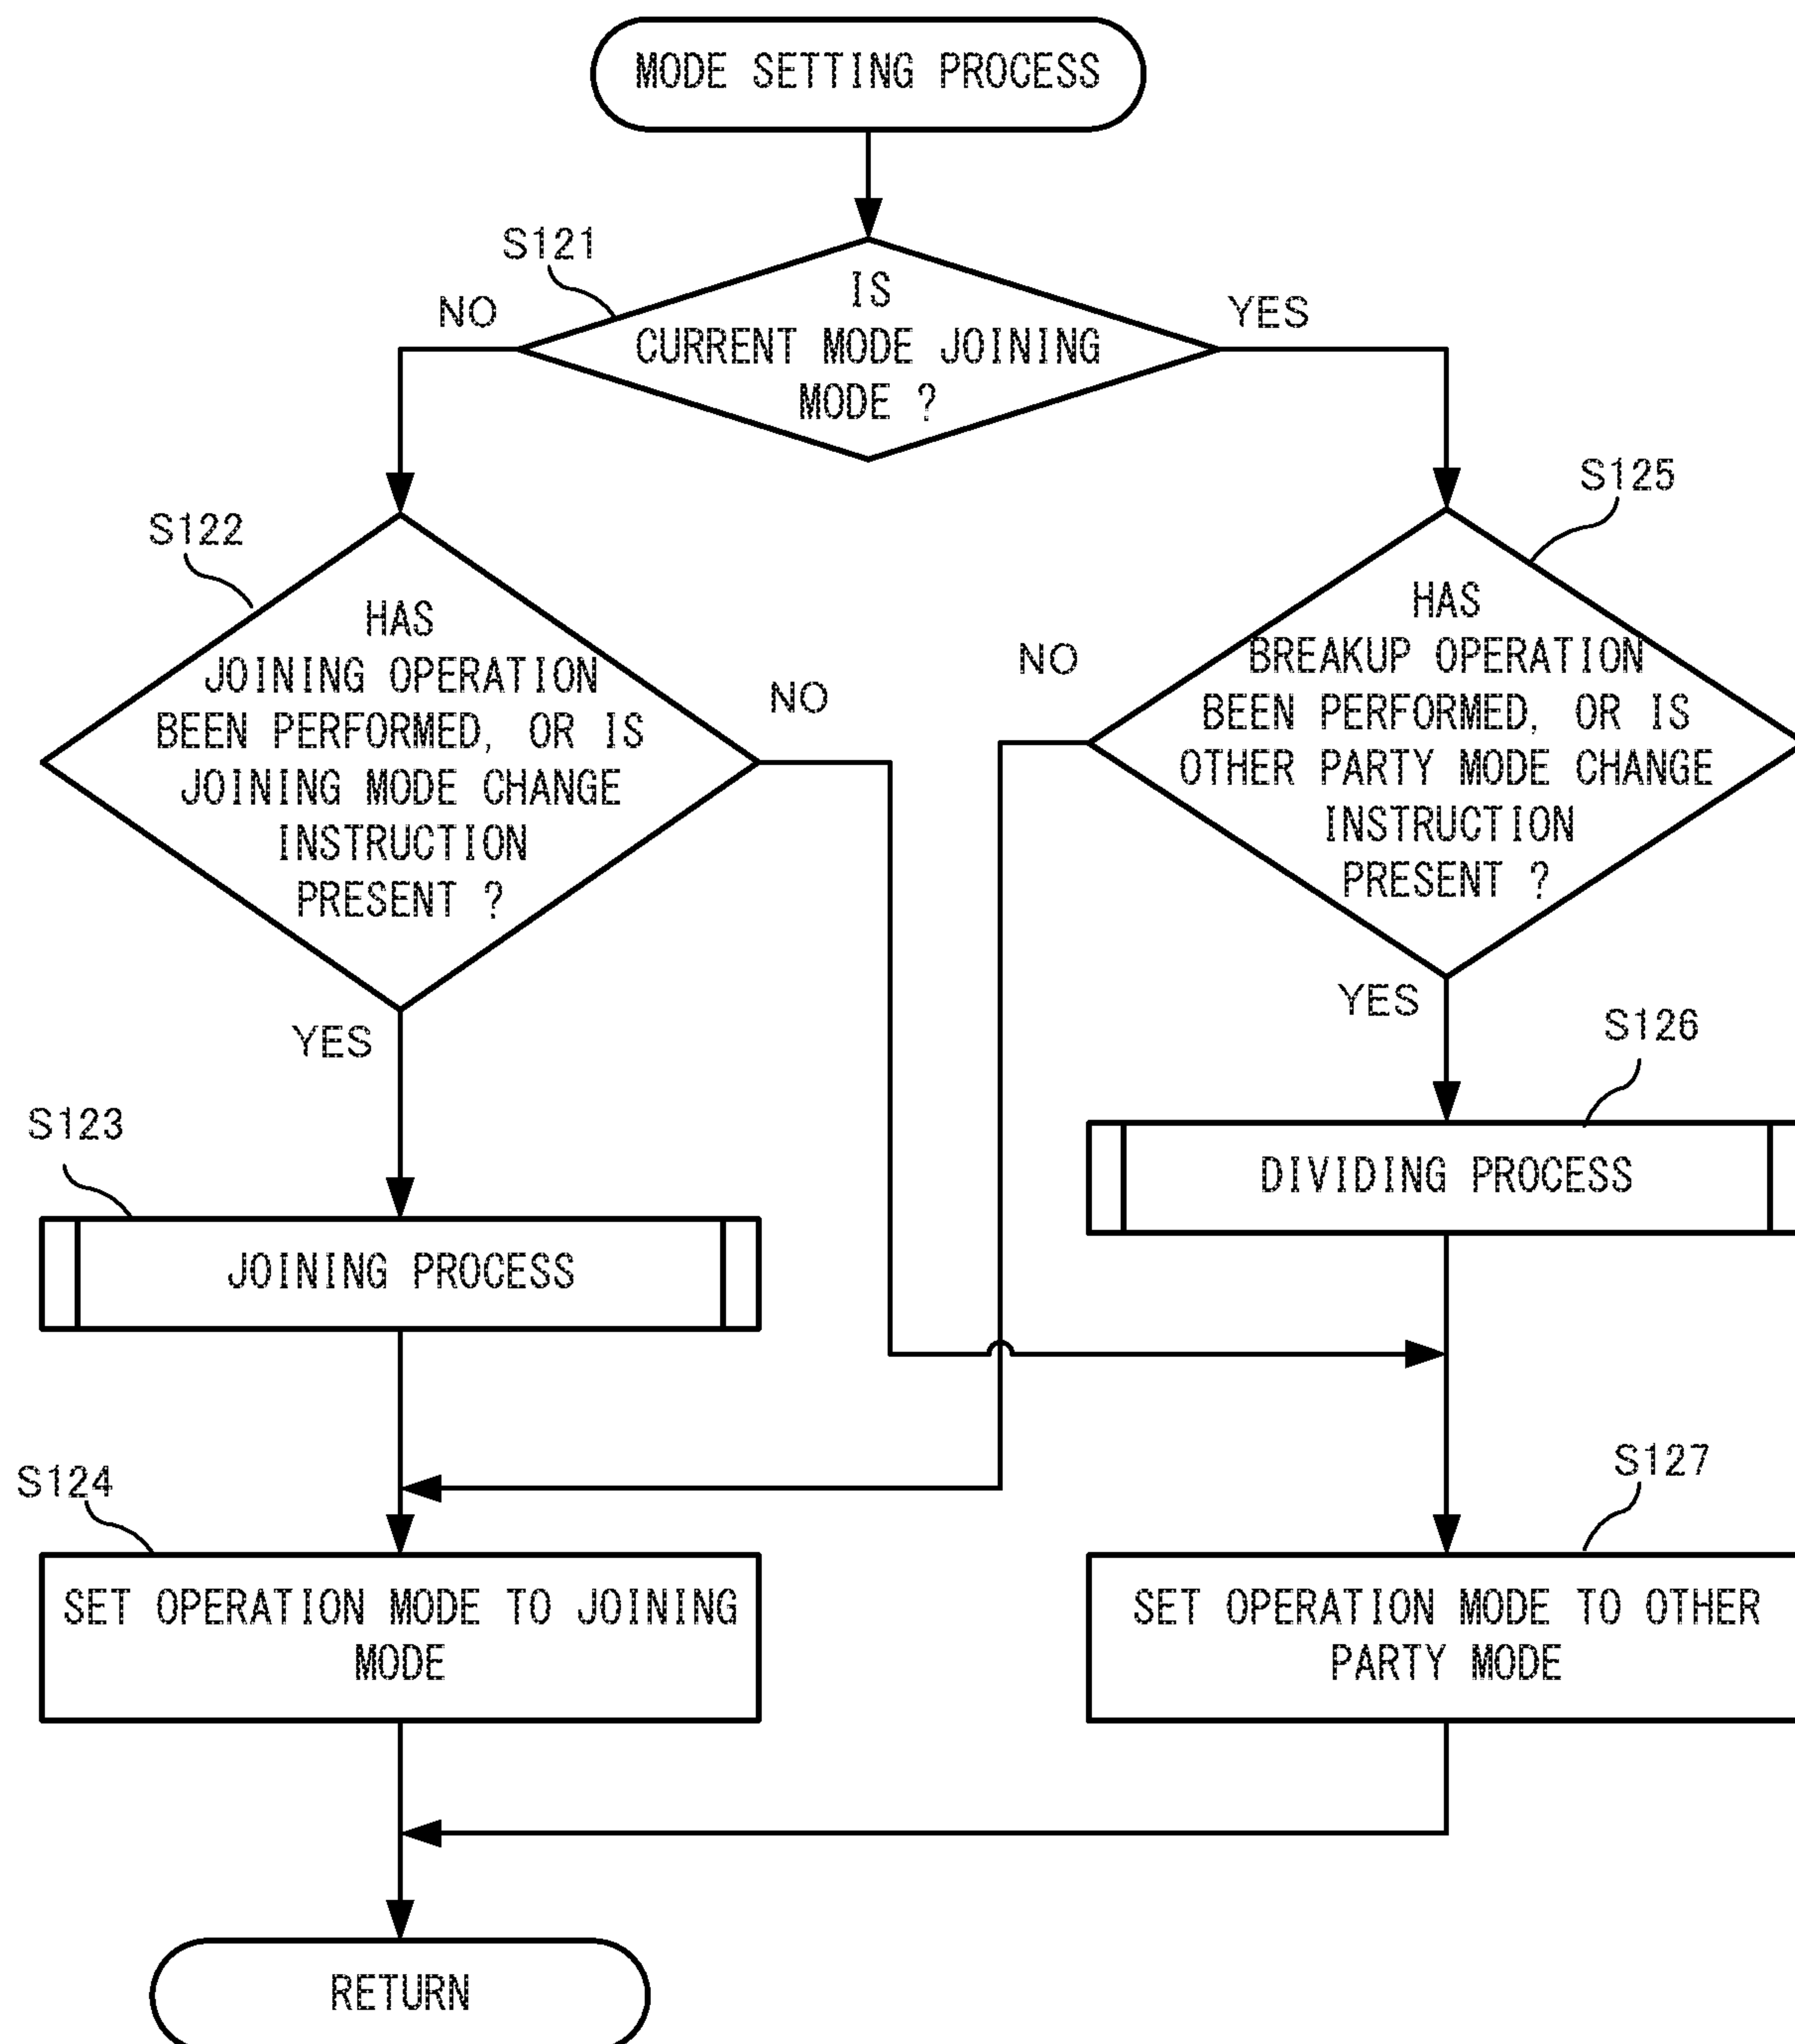 MODE SETTING PROCESS
S121
IS
CURRENT MODE JOINING
MODE ?
NO
YES
S122
HAS
JOINING OPERATION
BEEN PERFORMED, OR IS
JOINING MODE CHANGE
INSTRUCTION
PRESENT ?
NO
YES
S125
HAS
BREAKUP OPERATION
BEEN PERFORMED, OR IS
OTHER PARTY MODE CHANGE
INSTRUCTION
PRESENT ?
NO
YES
S123
JOINING PROCESS
S126
DIVIDING PROCESS
S124
SET OPERATION MODE TO JOINING
MODE
S127
SET OPERATION MODE TO OTHER
PARTY MODE
RETURN